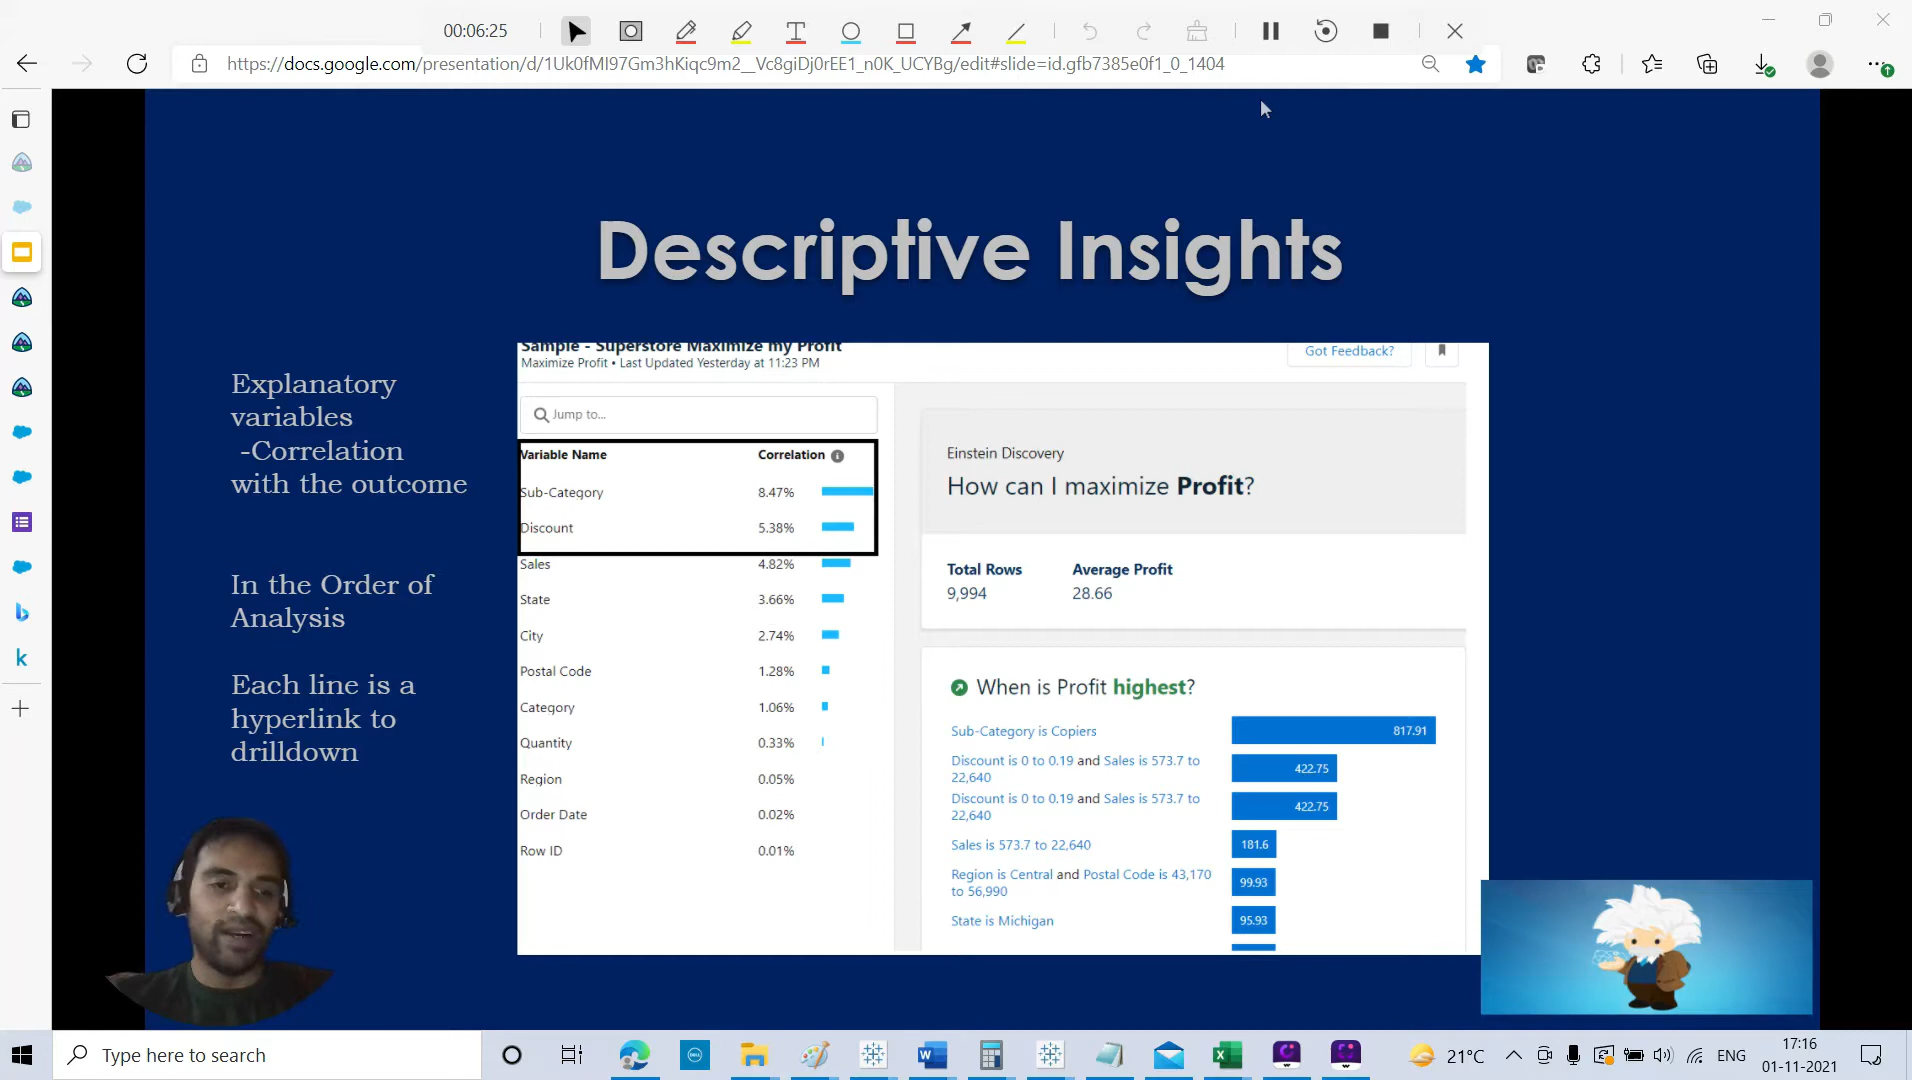 00:06:25
https://docs.google.com/presentation/d/1Uk0fMI97Gm3hKiqc9m2__Vc8giDj0rEE1_n0K_UCYBg/edit#slide=id.gfb7385e0f1_0_1404
Descriptive Insights
Explanatory
variables
-Correlation
with the outcome
In the Order of
Analysis
Each line is a
hyperlink to
drilldown
Sample - Superstore Maximize my Profit
Maximize Profit • Last Updated Yesterday at 11:23 PM
Got Feedback?
Jump to...
Variable Name Correlation
Sub-Category 8.47%
Discount 5.38%
Sales 4.82%
State 3.66%
City 2.74%
Postal Code 1.28%
Category 1.06%
Quantity 0.33%
Region 0.05%
Order Date 0.02%
Row ID 0.01%
Einstein Discovery
How can I maximize Profit?
Total Rows Average Profit
9,994 28.66
When is Profit highest?
Sub-Category is Copiers 817.91
Discount is 0 to 0.19 and Sales is 573.7 to
22,640 422.75
Discount is 0 to 0.19 and Sales is 573.7 to
22,640 422.75
Sales is 573.7 to 22,640 181.6
Region is Central and Postal Code is 43,170
to 56,990 99.93
State is Michigan 95.93
Type here to search
21°C
ENG
17:16
01-11-2021